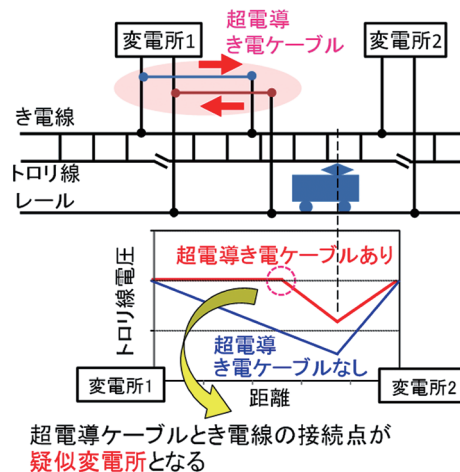 超電導
き電ケーブル
変電所1
変電所2
き電線
トロリ線
レール
トロリ線電圧
超電導き電ケーブルあり
超電導
き電ケーブルなし
変電所1
距離
変電所2
超電導ケーブルとき電線の接続点が
疑似変電所となる